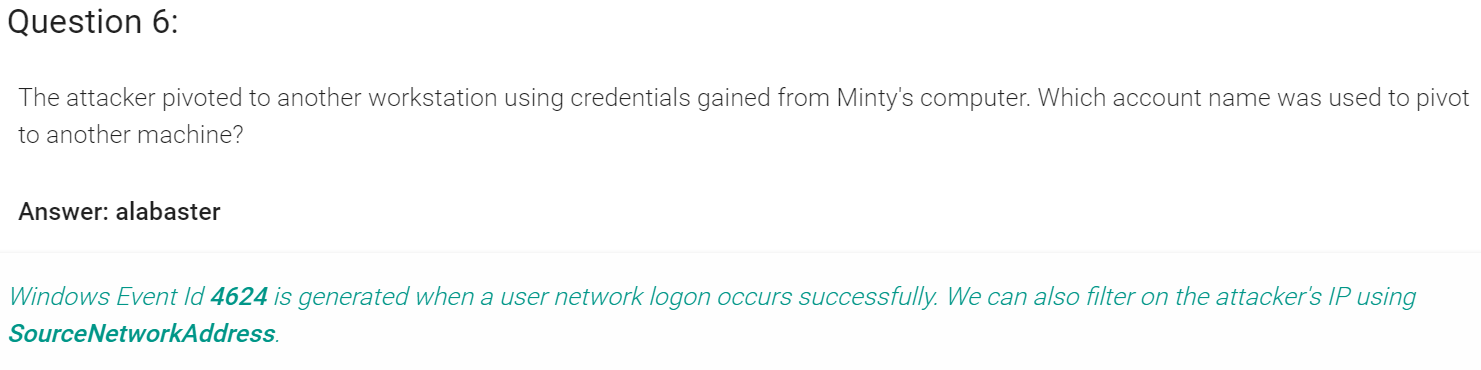 Question 6:
The attacker pivoted to another workstation using credentials gained from Minty's computer. Which account name was used to pivot
to another machine?
Answer: alabaster
Windows Event Id 4624 is generated when a user network logon occurs successfully. We can also filter on the attacker's IP using
SourceNetworkAddress.